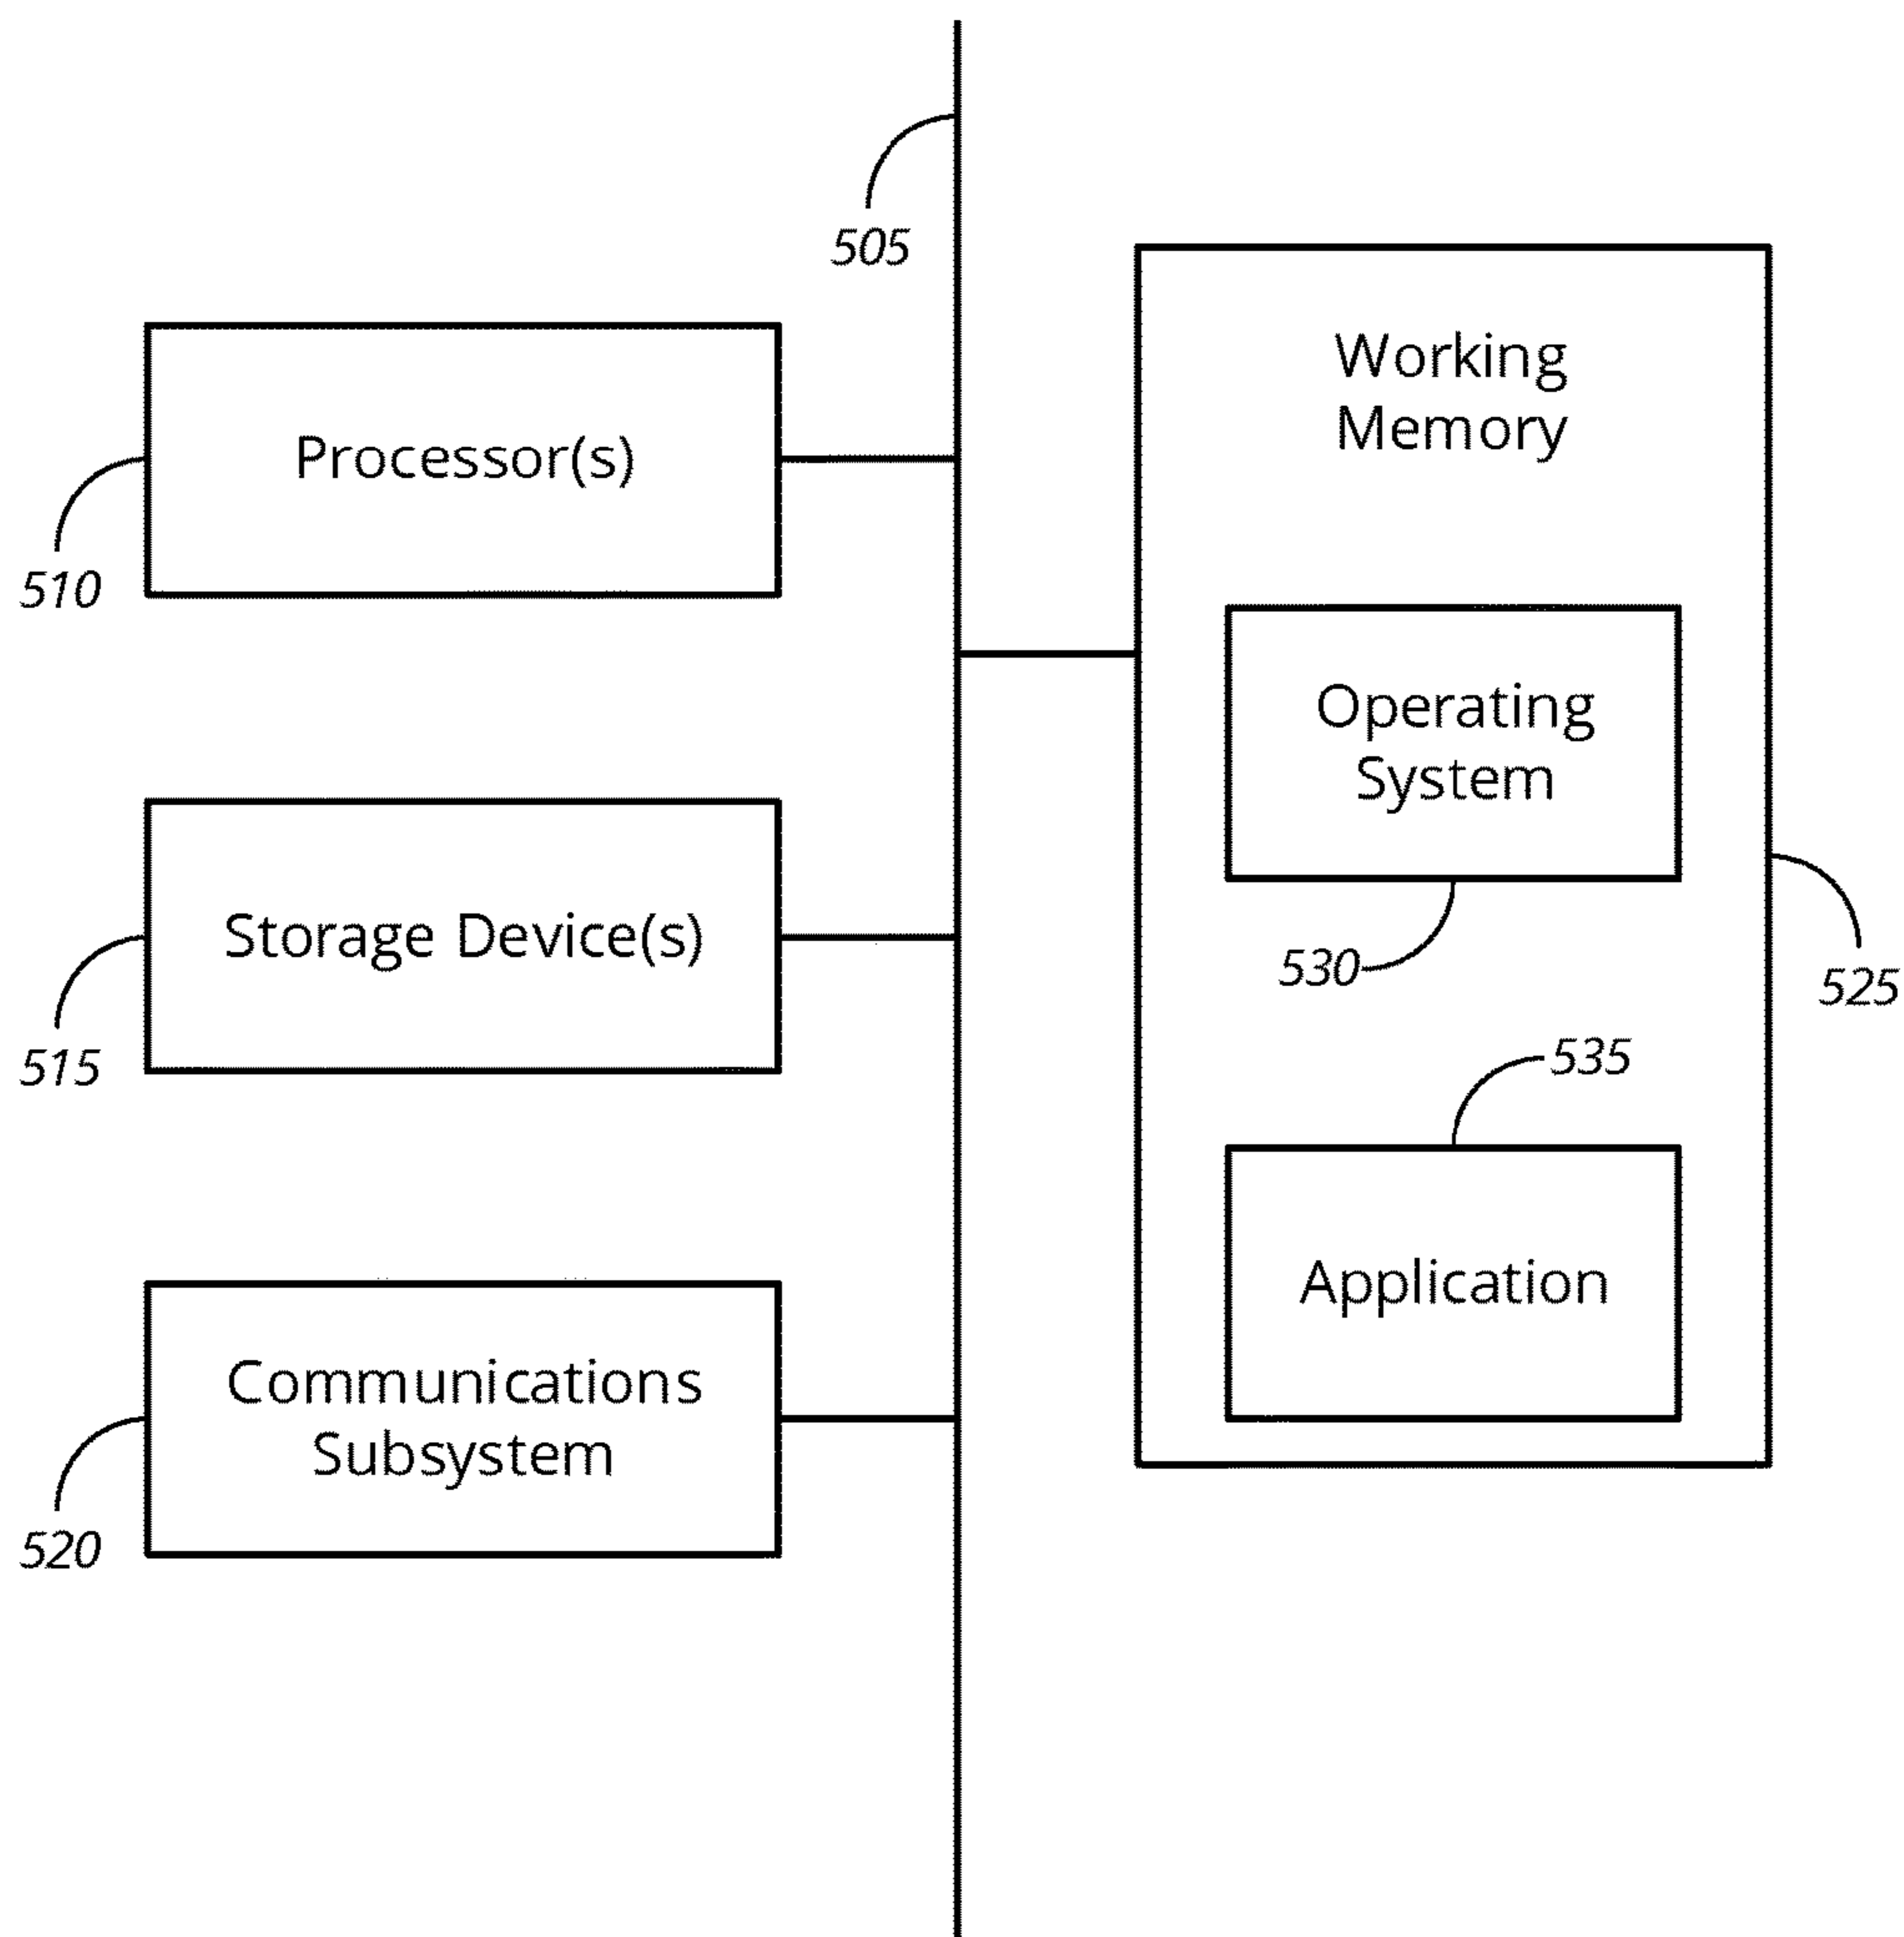 505
Processor(s)
510
Storage Device(s)
515
Communications
Subsystem
520
Working
Memory
Operating
System
530
525
535
Application